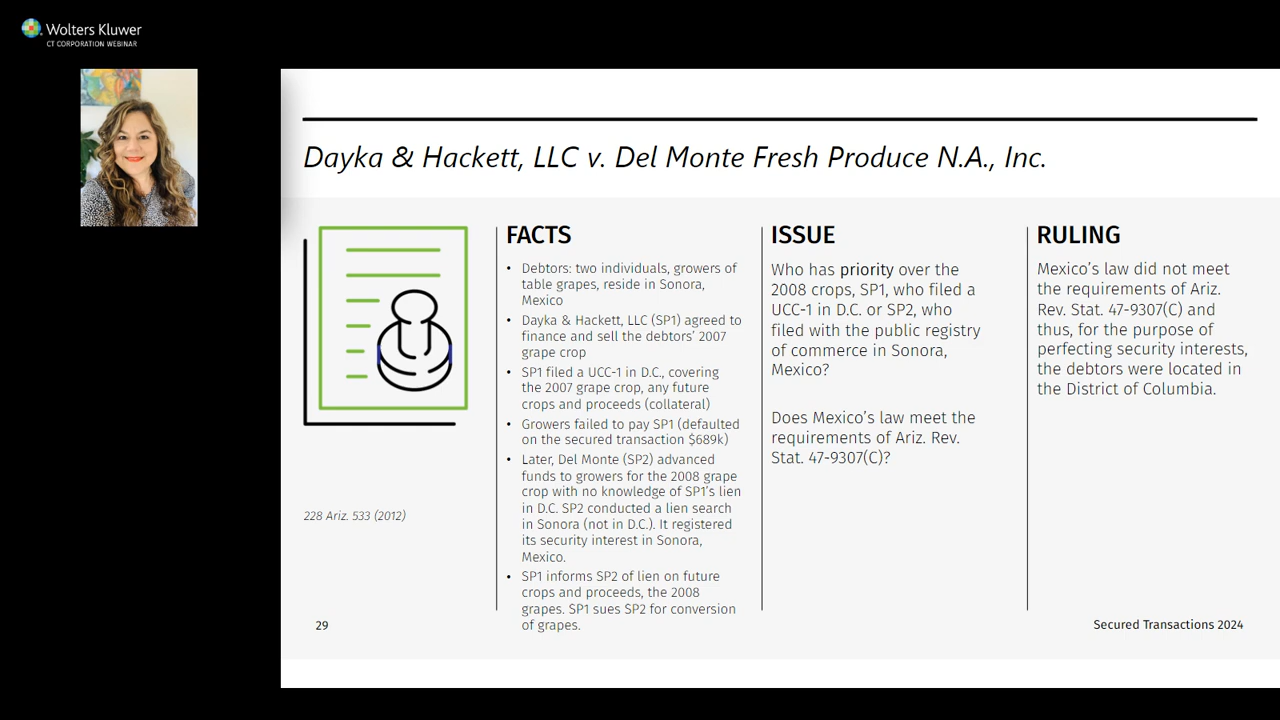 Wolters Kluwer
CT CORPORATION WEBINAR
Dayka & Hackett, LLC v. Del Monte Fresh Produce N.A., Inc.
228 Ariz. 533 (2012)
FACTS
• Debtors: two individuals, growers of
table grapes, reside in Sonora,
Mexico
• Dayka & Hackett, LLC (SP1) agreed to
finance and sell the debtors' 2007
grape crop
• SP1 filed a UCC-1 in D.C., covering
the 2007 grape crop, any future
crops and proceeds (collateral)
• Growers failed to pay SP1 (defaulted
on the secured transaction $689k)
• Later, Del Monte (SP2) advanced
funds to growers for the 2008 grape
crop with no knowledge of SP1's lien
in D.C. SP2 conducted a lien search
in Sonora (not in D.C.). It registered
its security interest in Sonora,
Mexico.
• SP1 informs SP2 of lien on future
crops and proceeds, the 2008
grapes. SP1 sues SP2 for conversion
of grapes.
ISSUE
Who has priority over the
2008 crops, SP1, who filed a
UCC-1 in D.C. or SP2, who
filed with the public registry
of commerce in Sonora,
Mexico?
Does Mexico's law meet the
requirements of Ariz. Rev.
Stat. 47-9307(C)?
RULING
Mexico's law did not meet
the requirements of Ariz.
Rev. Stat. 47-9307(C) and
thus, for the purpose of
perfecting security interests,
the debtors were located in
the District of Columbia.
29
Secured Transactions 2024